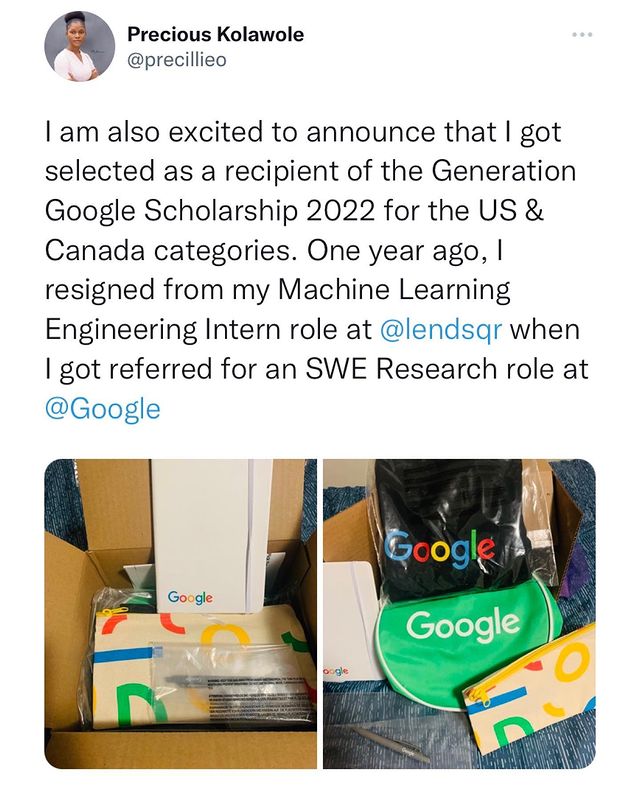 Precious Kolawole
@precillieo
I am also excited to announce that I got
selected as a recipient of the Generation
Google Scholarship 2022 for the US &
Canada categories. One year ago, I
resigned from my Machine Learning
Engineering Intern role at @lendsqr when
I got referred for an SWE Research role at
@Google
Google
Google
Google
oogle